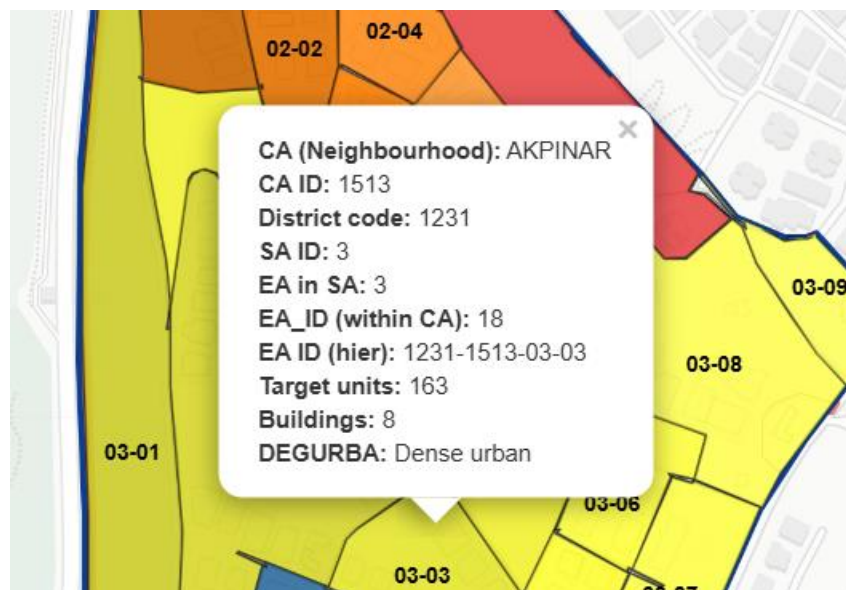 02-02
02-04
CA (Neighbourhood): AKPINAR
×
CA ID: 1513
District code: 1231
SA ID: 3
EA in SA: 3
EA_ID (within CA): 18
EA ID (hier): 1231-1513-03-03
Target units: 163
Buildings: 8
DEGURBA: Dense urban
03-09
03-08
03-01
03-06
03-03